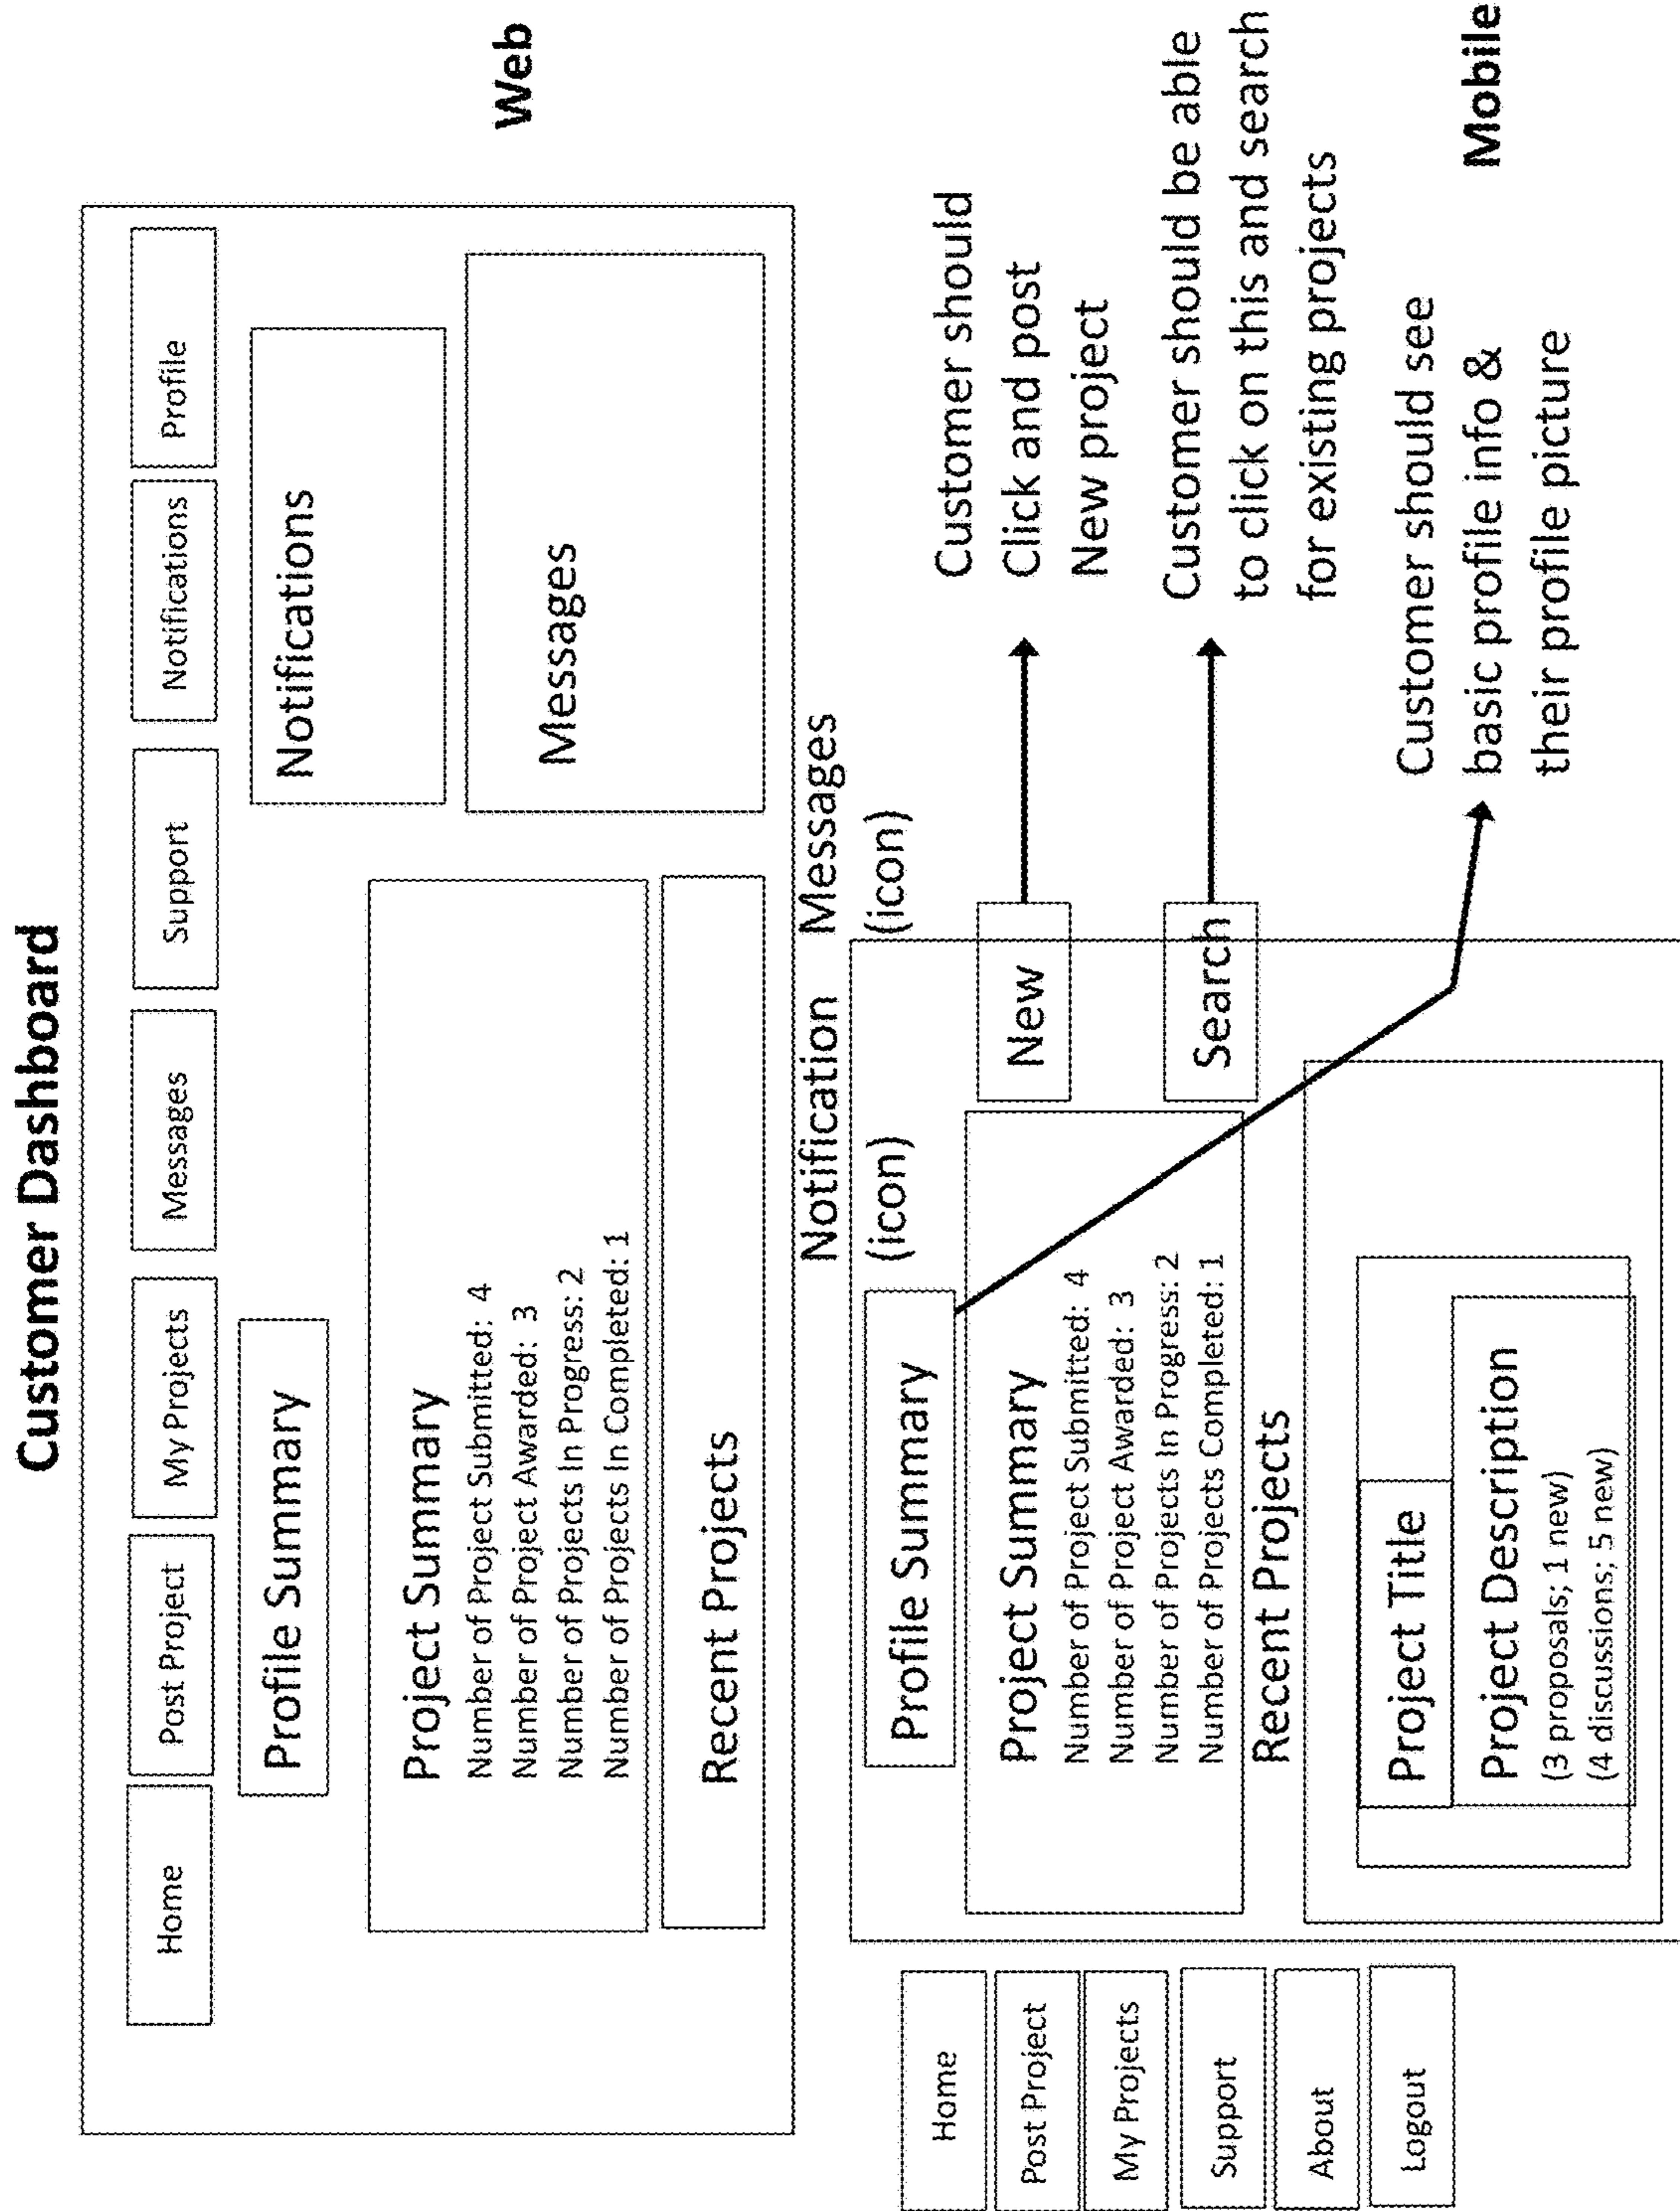 Customer Dashboard
Home
Post Project
My Projects
Messages
Support
Notifications
Profile
Profile Summary
Notifications
Project Summary
Number of Project Submitted: 4
Number of Project Awarded: 3
Number of Projects In Progress: 2
Number of Projects In Completed: 1
Recent Projects
Messages
Web
Notification
(icon)
Messages
(icon)
Home
Post Project
My Projects
Support
About
Logout
Profile Summary
Project Summary
Number of Project Submitted: 4
Number of Project Awarded: 3
Number of Projects In Progress: 2
Number of Projects Completed: 1
New
Search
Recent Projects
Project Title
Project Description
(3 proposals; 1 new)
(4 discussions; 5 new)
Customer should
Click and post
New project
Customer should be able
to click on this and search
for existing projects
Customer should see
basic profile info &
their profile picture
Mobile